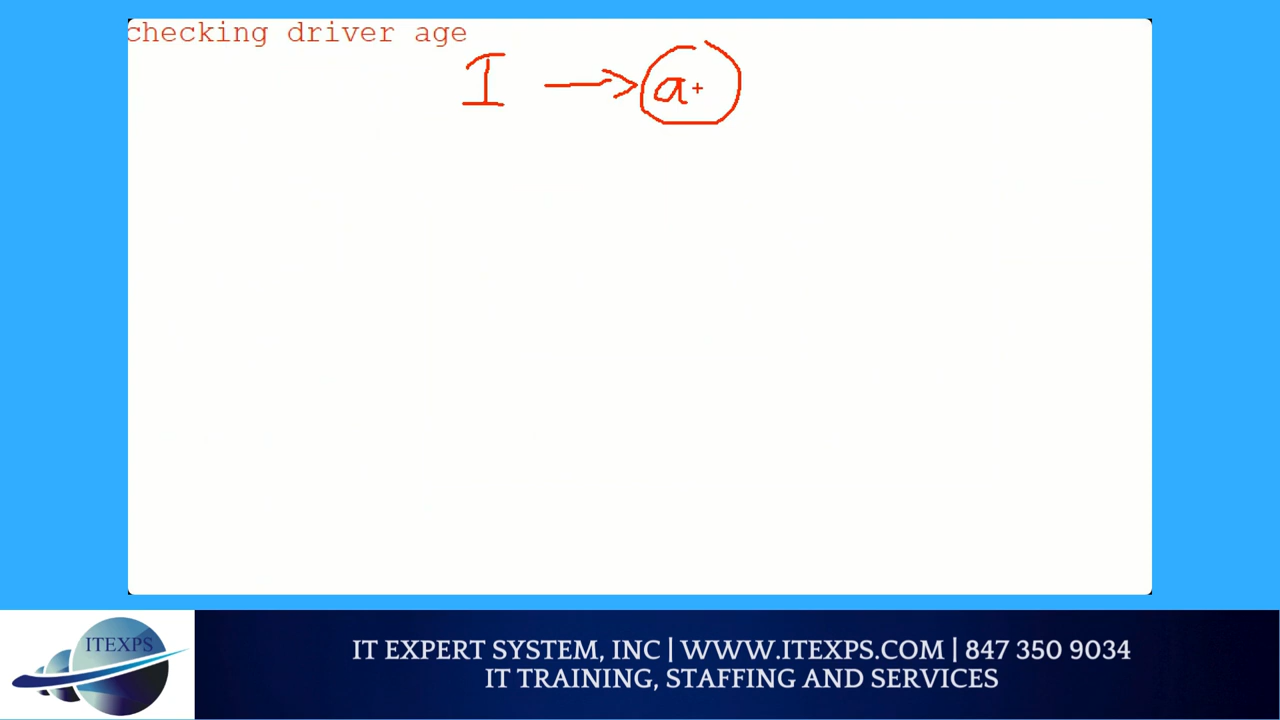 checking driver age
I → a
ITEXPS
IT EXPERT SYSTEM, INC | WWW.ITEXPS.COM | 847 350 9034
IT TRAINING, STAFFING AND SERVICES